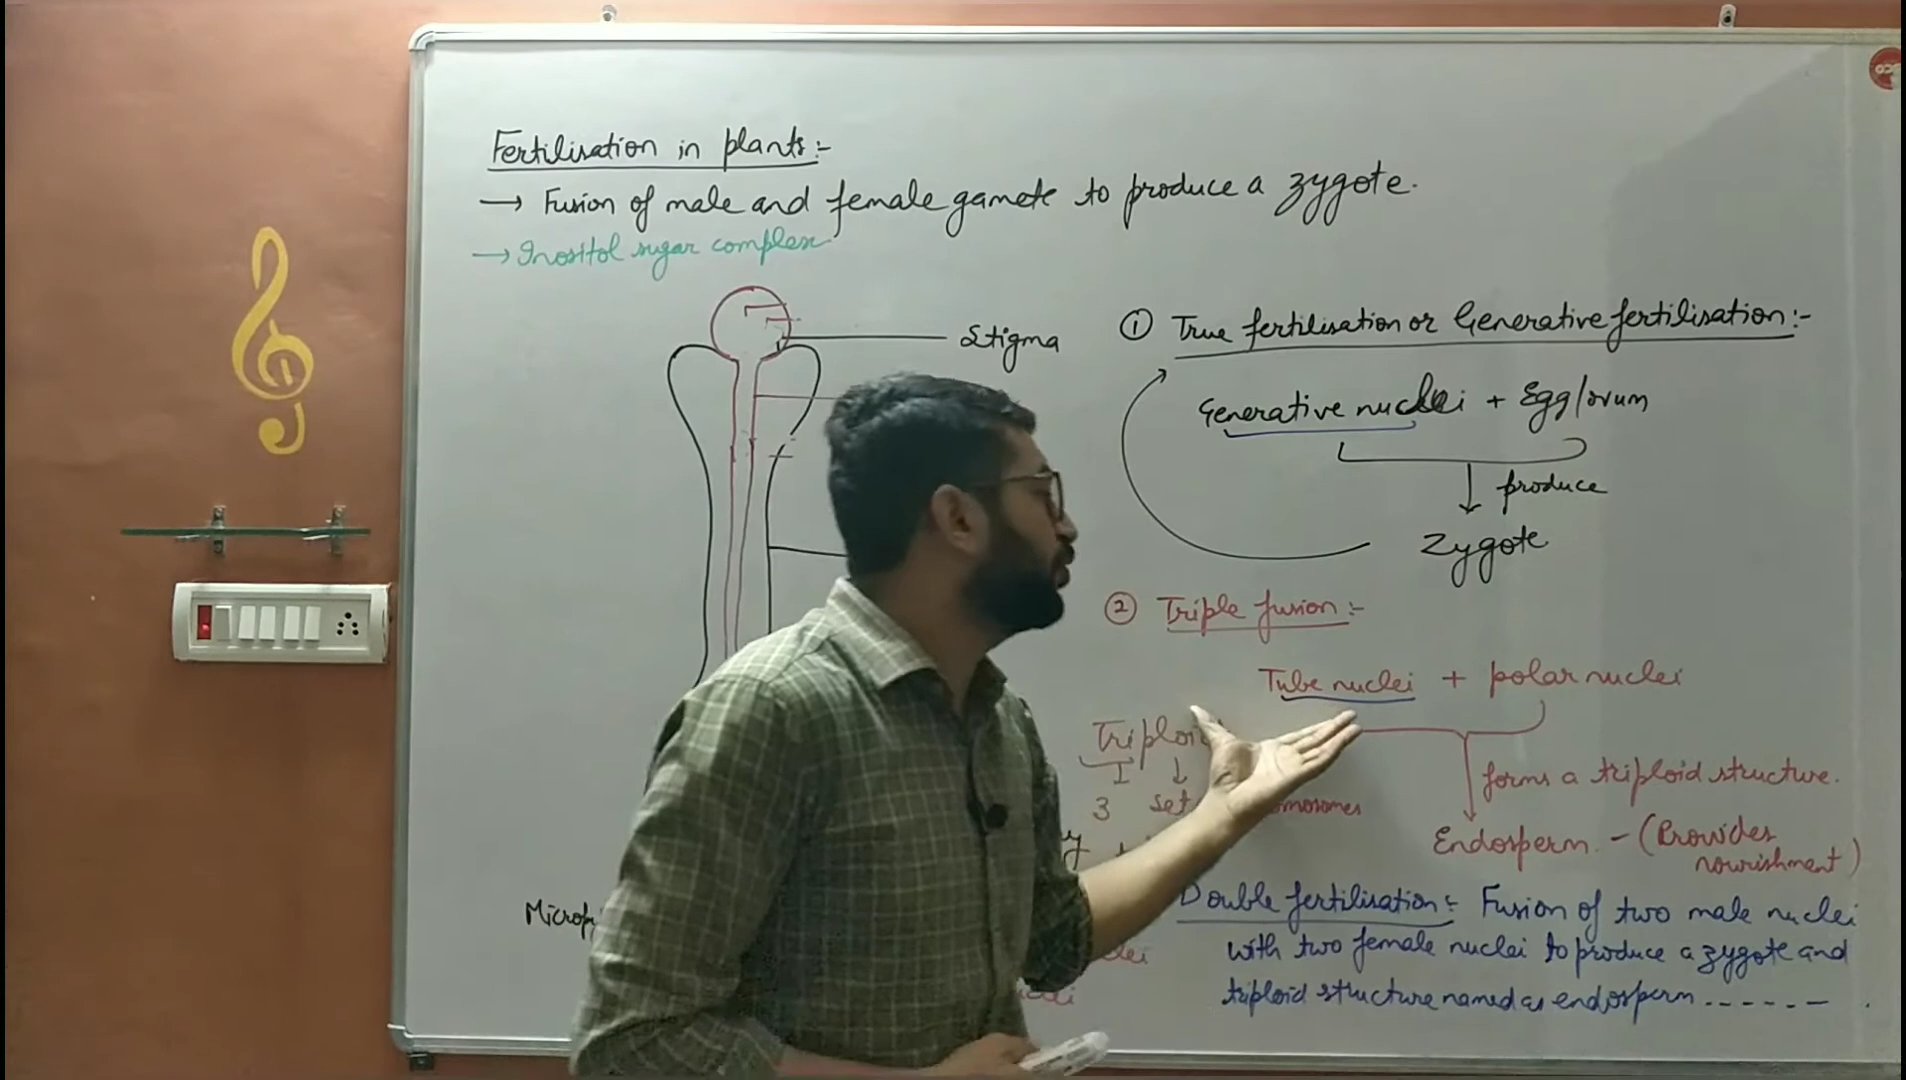 Fertilisation in plants:-
→ Fusion of male and female gamete to produce a zygote.
→ Inositol sugar complex
Stigma
① True fertilisation or Generative fertilisation:-
Generative nuclei + Egg/ovum
produce
Zygote
② Triple fusion:-
Tube nuclei + polar nuclei
forms a triploid structure.
3 set
Endosperm - (Provides
nourishment)
Double fertilisation:- Fusion of two male nuclei
with two female nuclei to produce a zygote and
triploid structure named as endosperm ------